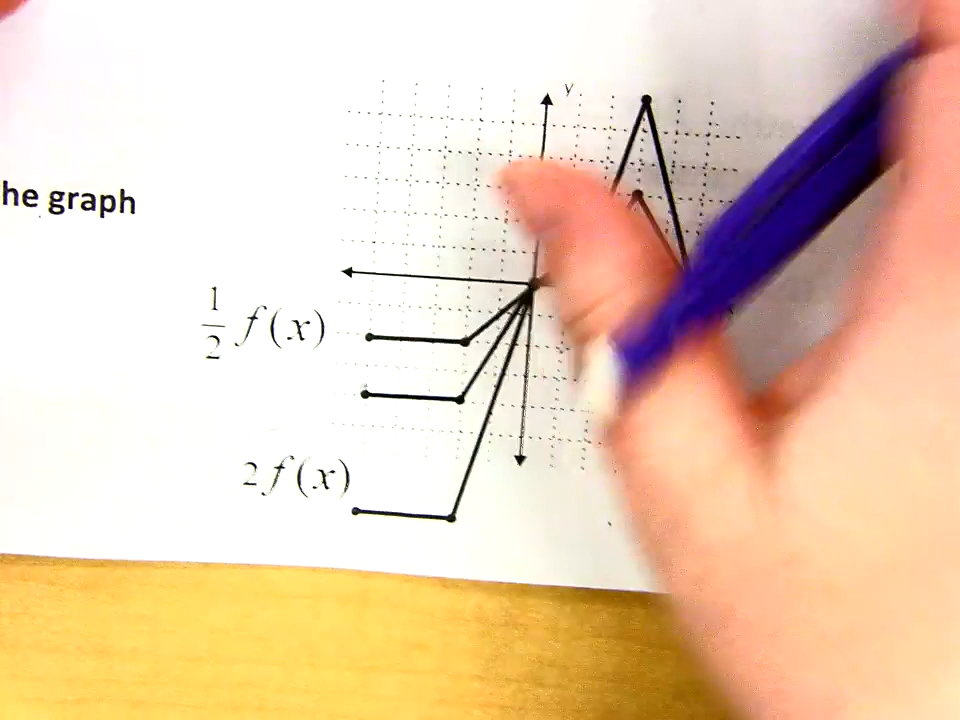 y
he graph
1/2 f(x)
2f(x)